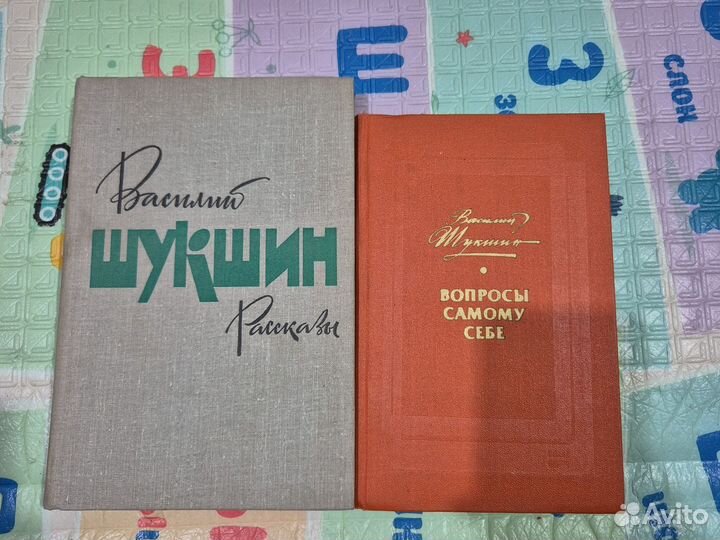 Василий
ШУКШИН
Рассказы
Василий
Шукшин
ВОПРОСЫ
САМОМУ
СЕБЕ
З
Е
З
СЛОН
Avito